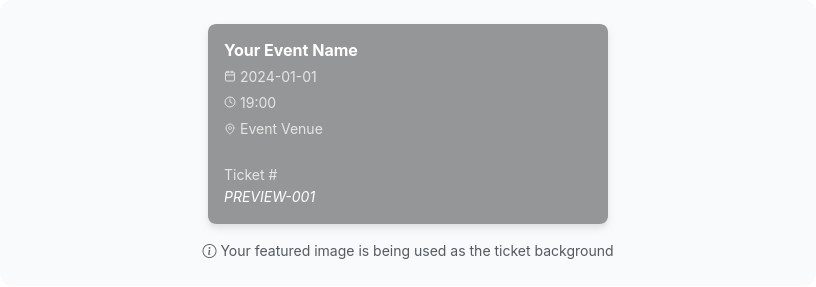 Your Event Name
2024-01-01
19:00
Event Venue
Ticket #
PREVIEW-001
Your featured image is being used as the ticket background